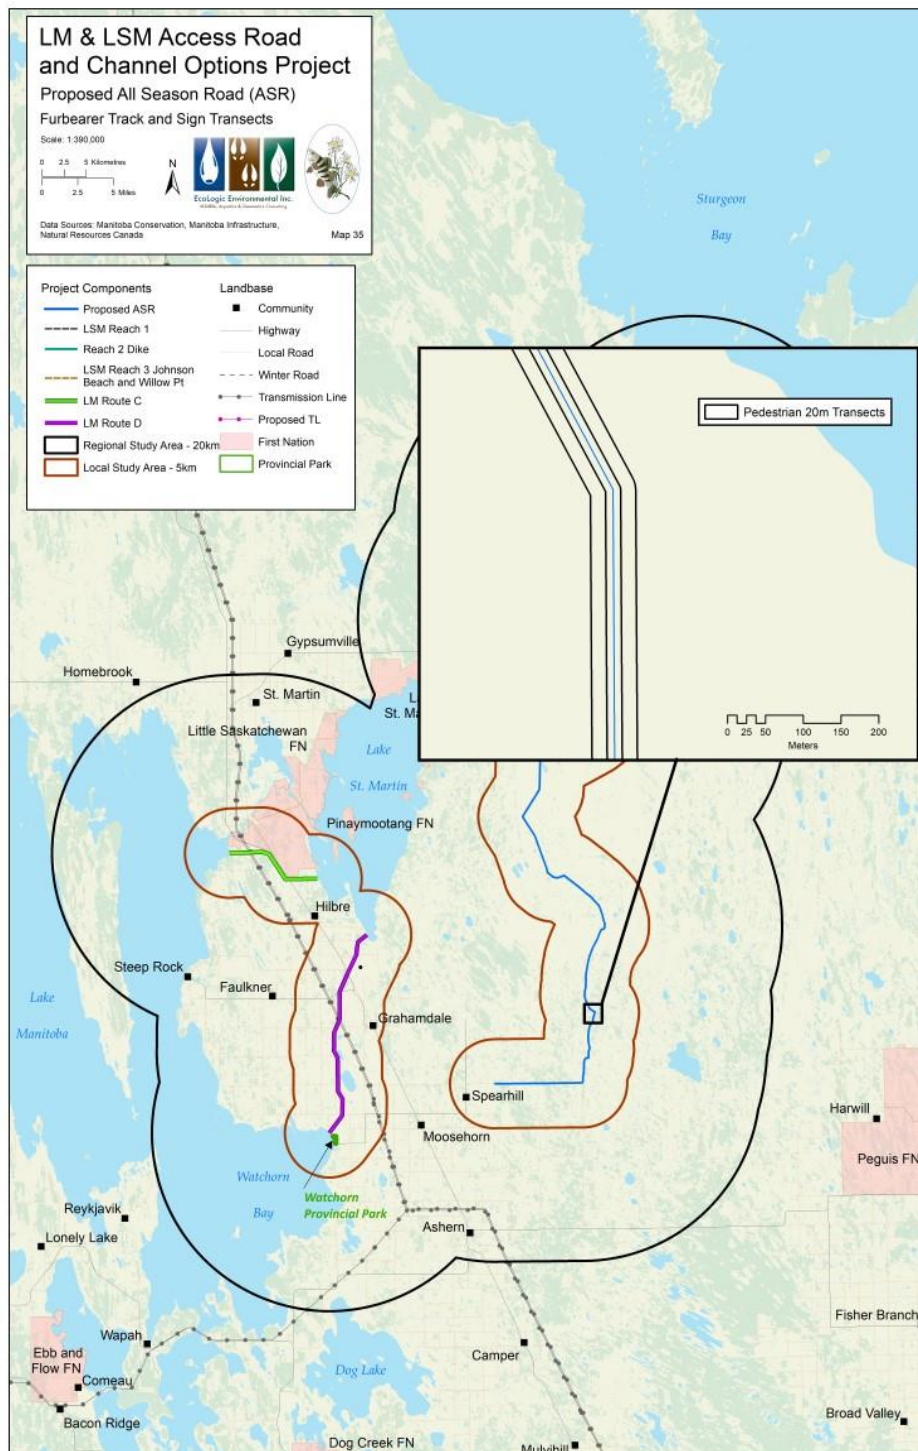 LM & LSM Access Road
and Channel Options Project
Proposed All Season Road (ASR)
Furbearer Track and Sign Transects
Scale: 1:390,000
0 2.5 5 Kilometres
0 2.5 5 Miles
N
EcoLogic Environmental Inc.
Data Sources: Manitoba Conservation, Manitoba Infrastructure,
Natural Resources Canada
Map 35
Project Components
Proposed ASR
LSM Reach 1
Reach 2 Dike
LSM Reach 3 Johnson
Beach and Willow Pt
LM Route C
LM Route D
Regional Study Area - 20km
Local Study Area - 5km
Landbase
Community
Highway
Local Road
Winter Road
Transmission Line
Proposed TL
First Nation
Provincial Park
Sturgeon
Bay
Pedestrian 20m Transects
0 25 50 100 150 200
Meters
Gypsumville
Homebrook
St. Martin
L
St. Ma
Little Saskatchewan
FN
Lake
St. Martin
Pinaymootang FN
Hilbre
Steep Rock
Faulkner
Lake
Manitoba
Grahamdale
Spearhill
Harwill
Moosehorn
Peguis FN
Watchorn
Bay
Watchorn
Provincial Park
Reykjavik
Lonely Lake
Ashern
Fisher Branch
Wapah
Ebb and
Flow FN
Camper
Dog Lake
Comeau
Bacon Ridge
Broad Valley
Dog Creek FN
Mulvihill